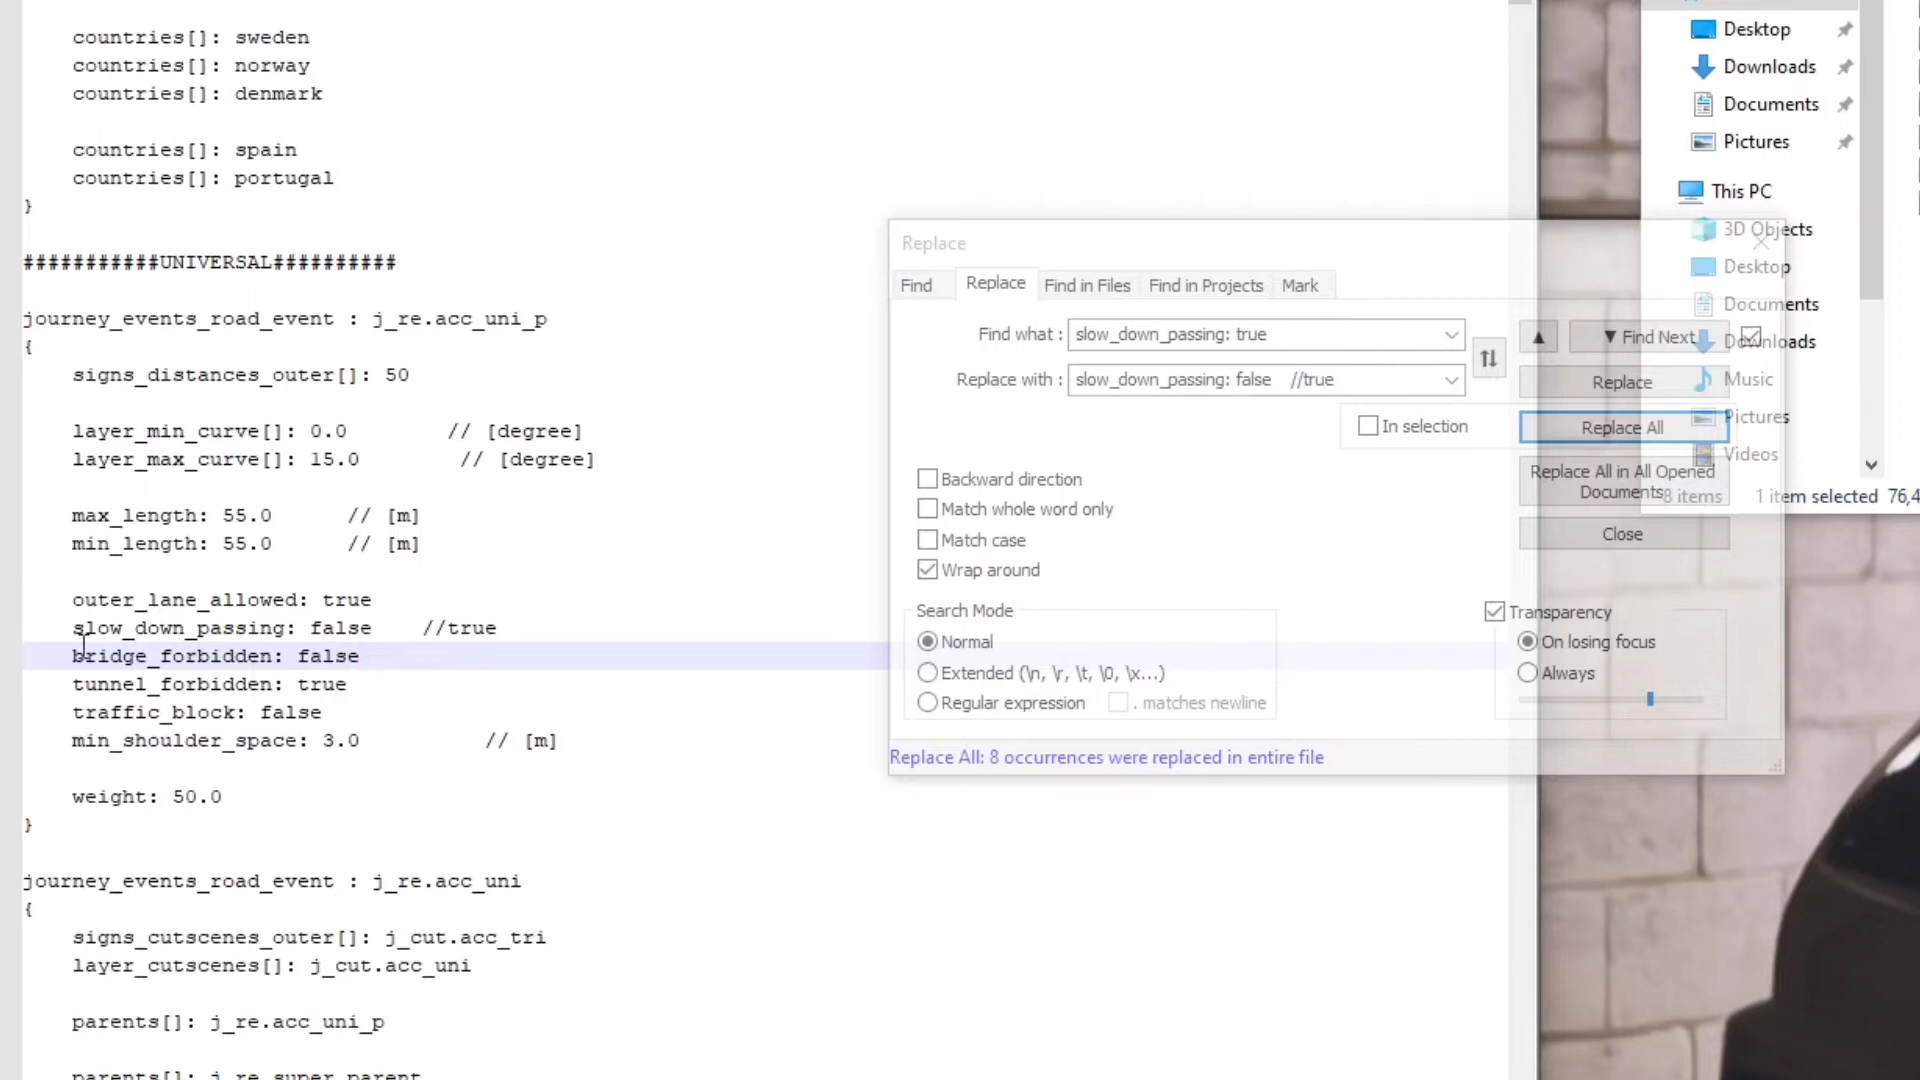 countries[]: sweden
countries[]: norway
countries[]: denmark
countries[]: spain
countries[]: portugal
}
###########UNIVERSAL##########
journey_events_road_event : j_re.acc_uni_p
{
signs_distances_outer[]: 50
layer_min_curve[]: 0.0 // [degree]
layer_max_curve[]: 15.0 // [degree]
max_length: 55.0 // [m]
min_length: 55.0 // [m]
outer_lane_allowed: true
slow_down_passing: false //true
bridge_forbidden: false
tunnel_forbidden: true
traffic_block: false
min_shoulder_space: 3.0 // [m]
weight: 50.0
}
journey_events_road_event : j_re.acc_uni
{
signs_cutscenes_outer[]: j_cut.acc_tri
layer_cutscenes[]: j_cut.acc_uni
parents[]: j_re.acc_uni_p
parents[]: j_re.super_parent
Replace
Find Replace Find in Files Find in Projects Mark
Find what : slow_down_passing: true
▲ ▼ Find Next
Replace with : slow_down_passing: false //true
Replace
In selection
Replace All
Replace All in All Opened
Documents
Close
Backward direction
Match whole word only
Match case
Wrap around
Search Mode
Normal
Extended (\n, \r, \t, \0, \x...)
Regular expression
. matches newline
Transparency
On losing focus
Always
Replace All: 8 occurrences were replaced in entire file
Desktop
Downloads
Documents
Pictures
This PC
3D Objects
Desktop
Documents
Downloads
Music
Pictures
Videos
8 items 1 item selected 76,4